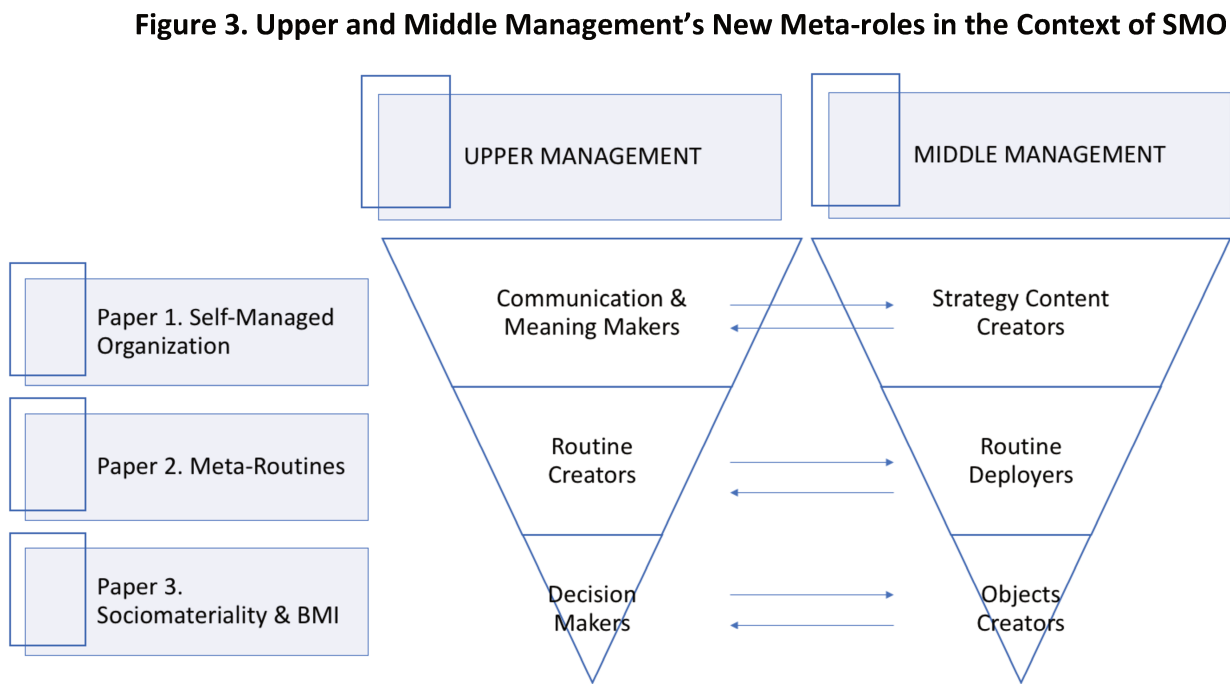 Figure 3. Upper and Middle Management’s New Meta-roles in the Context of SMO
UPPER MANAGEMENT
MIDDLE MANAGEMENT
Paper 1. Self-Managed
Organization
Communication &
Meaning Makers
Strategy Content
Creators
Paper 2. Meta-Routines
Routine
Creators
Routine
Deployers
Paper 3.
Sociomateriality & BMI
Decision
Makers
Objects
Creators